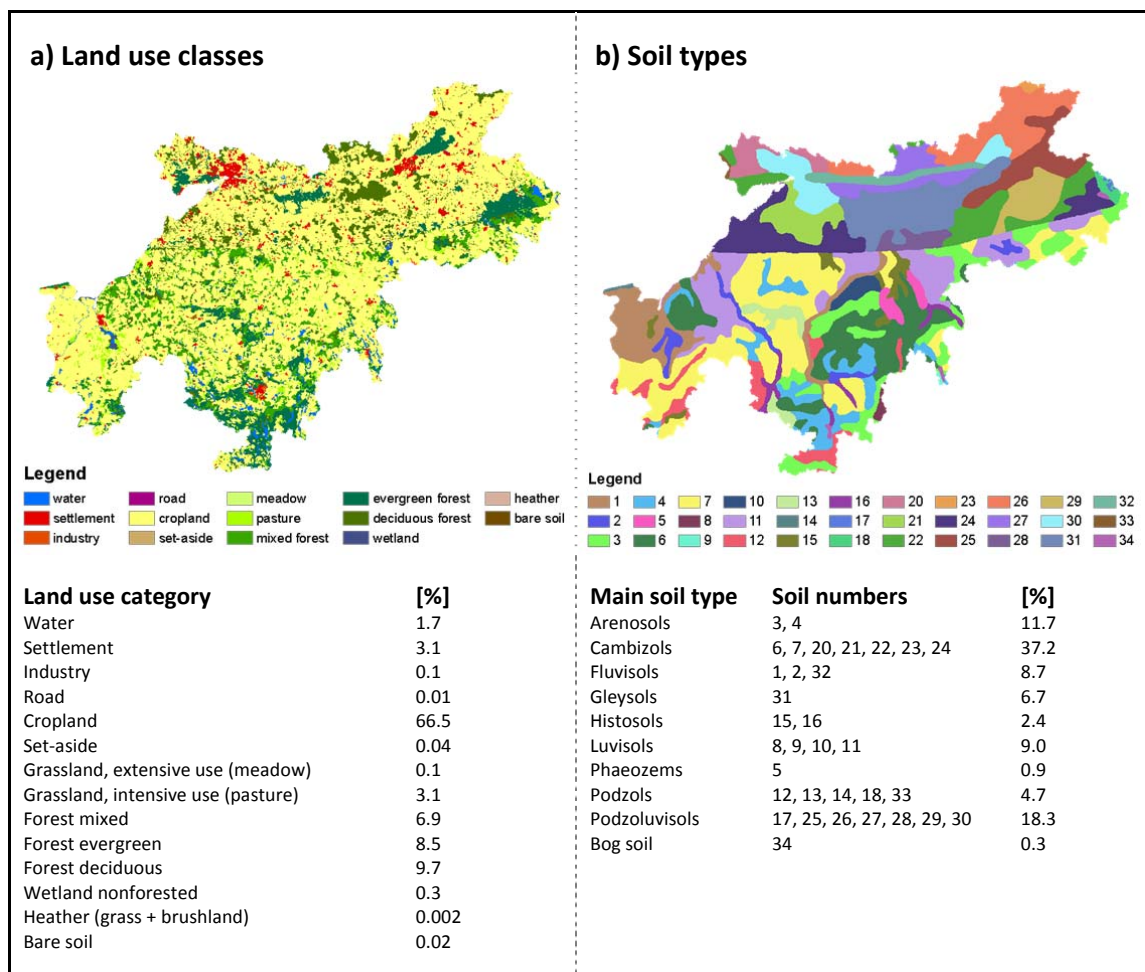 a) Land use classes
Legend
water road meadow evergreen forest heather
settlement cropland pasture deciduous forest bare soil
industry set-aside mixed forest wetland
Land use category [%]
Water 1.7
Settlement 3.1
Industry 0.1
Road 0.01
Cropland 66.5
Set-aside 0.04
Grassland, extensive use (meadow) 0.1
Grassland, intensive use (pasture) 3.1
Forest mixed 6.9
Forest evergreen 8.5
Forest deciduous 9.7
Wetland nonforested 0.3
Heather (grass + brushland) 0.002
Bare soil 0.02
b) Soil types
Legend
1 4 7 10 13 16 20 23 26 29 32
2 5 8 11 14 17 21 24 27 30 33
3 6 9 12 15 18 22 25 28 31 34
Main soil type Soil numbers [%]
Arenosols 3, 4 11.7
Cambizols 6, 7, 20, 21, 22, 23, 24 37.2
Fluvisols 1, 2, 32 8.7
Gleysols 31 6.7
Histosols 15, 16 2.4
Luvisols 8, 9, 10, 11 9.0
Phaeozems 5 0.9
Podzols 12, 13, 14, 18, 33 4.7
Podzoluvisols 17, 25, 26, 27, 28, 29, 30 18.3
Bog soil 34 0.3